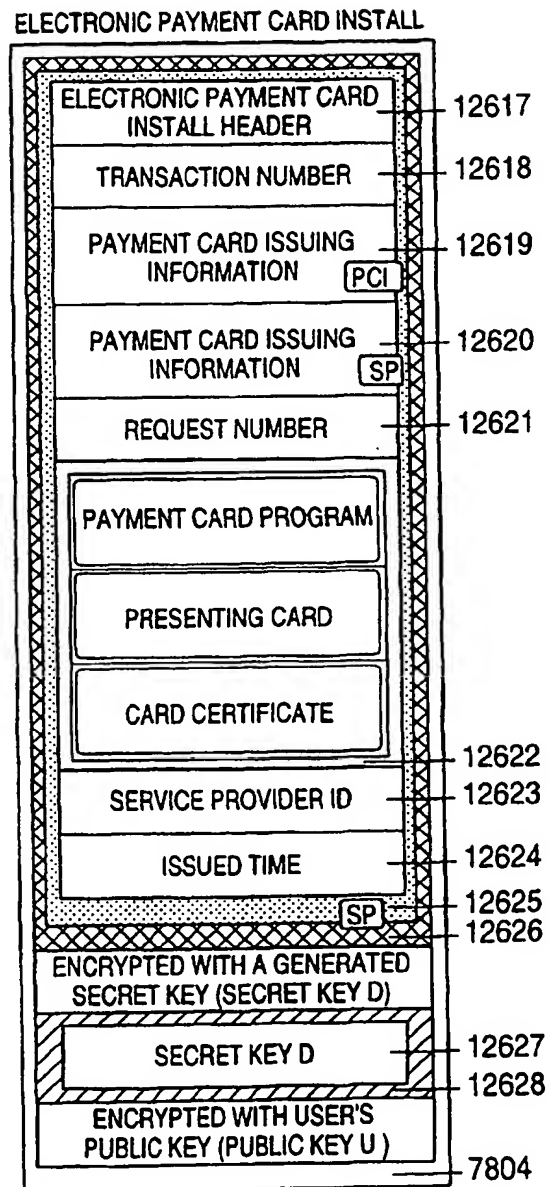 ELECTRONIC PAYMENT CARD INSTALL
ELECTRONIC PAYMENT CARD
INSTALL HEADER
12617
TRANSACTION NUMBER
12618
PAYMENT CARD ISSUING
INFORMATION
PCI
12619
PAYMENT CARD ISSUING
INFORMATION
SP
12620
REQUEST NUMBER
12621
PAYMENT CARD PROGRAM
PRESENTING CARD
CARD CERTIFICATE
12622
SERVICE PROVIDER ID
12623
ISSUED TIME
12624
SP
12625
12626
ENCRYPTED WITH A GENERATED
SECRET KEY (SECRET KEY D)
SECRET KEY D
12627
12628
ENCRYPTED WITH USER'S
PUBLIC KEY (PUBLIC KEY U )
7804